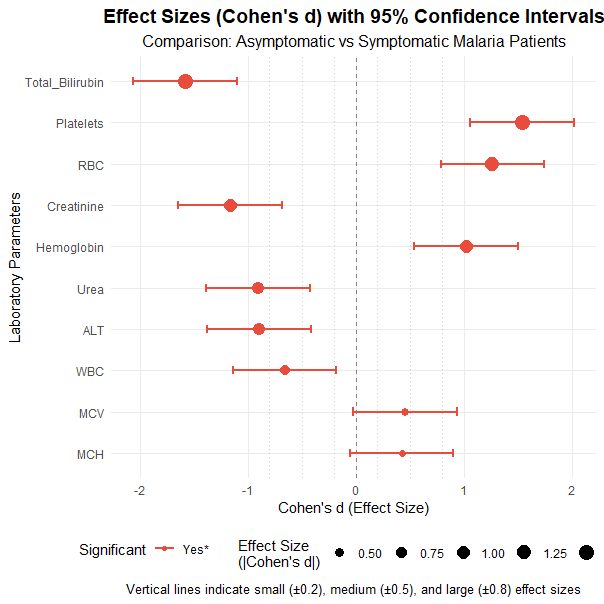 Effect Sizes (Cohen's d) with 95% Confidence Intervals
Comparison: Asymptomatic vs Symptomatic Malaria Patients
Laboratory Parameters
Total_Bilirubin
Platelets
RBC
Creatinine
Hemoglobin
Urea
ALT
WBC
MCV
MCH
-2 -1 0 1 2
Cohen's d (Effect Size)
Significant Yes*
Effect Size
(|Cohen's d|)
0.50 0.75 1.00 1.25
Vertical lines indicate small (±0.2), medium (±0.5), and large (±0.8) effect sizes